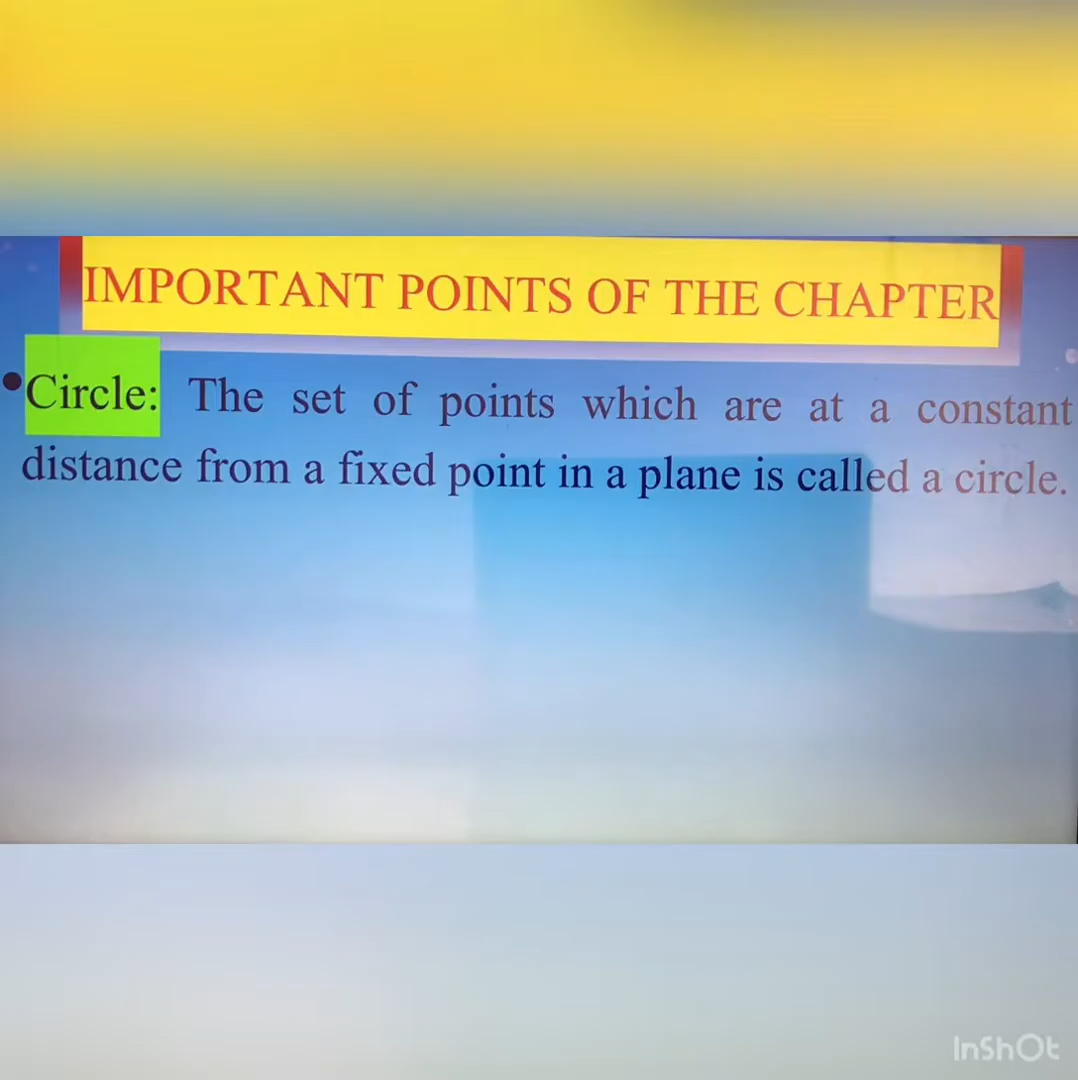 IMPORTANT POINTS OF THE CHAPTER
•Circle: The set of points which are at a constant
distance from a fixed point in a plane is called a circle.
InShOt